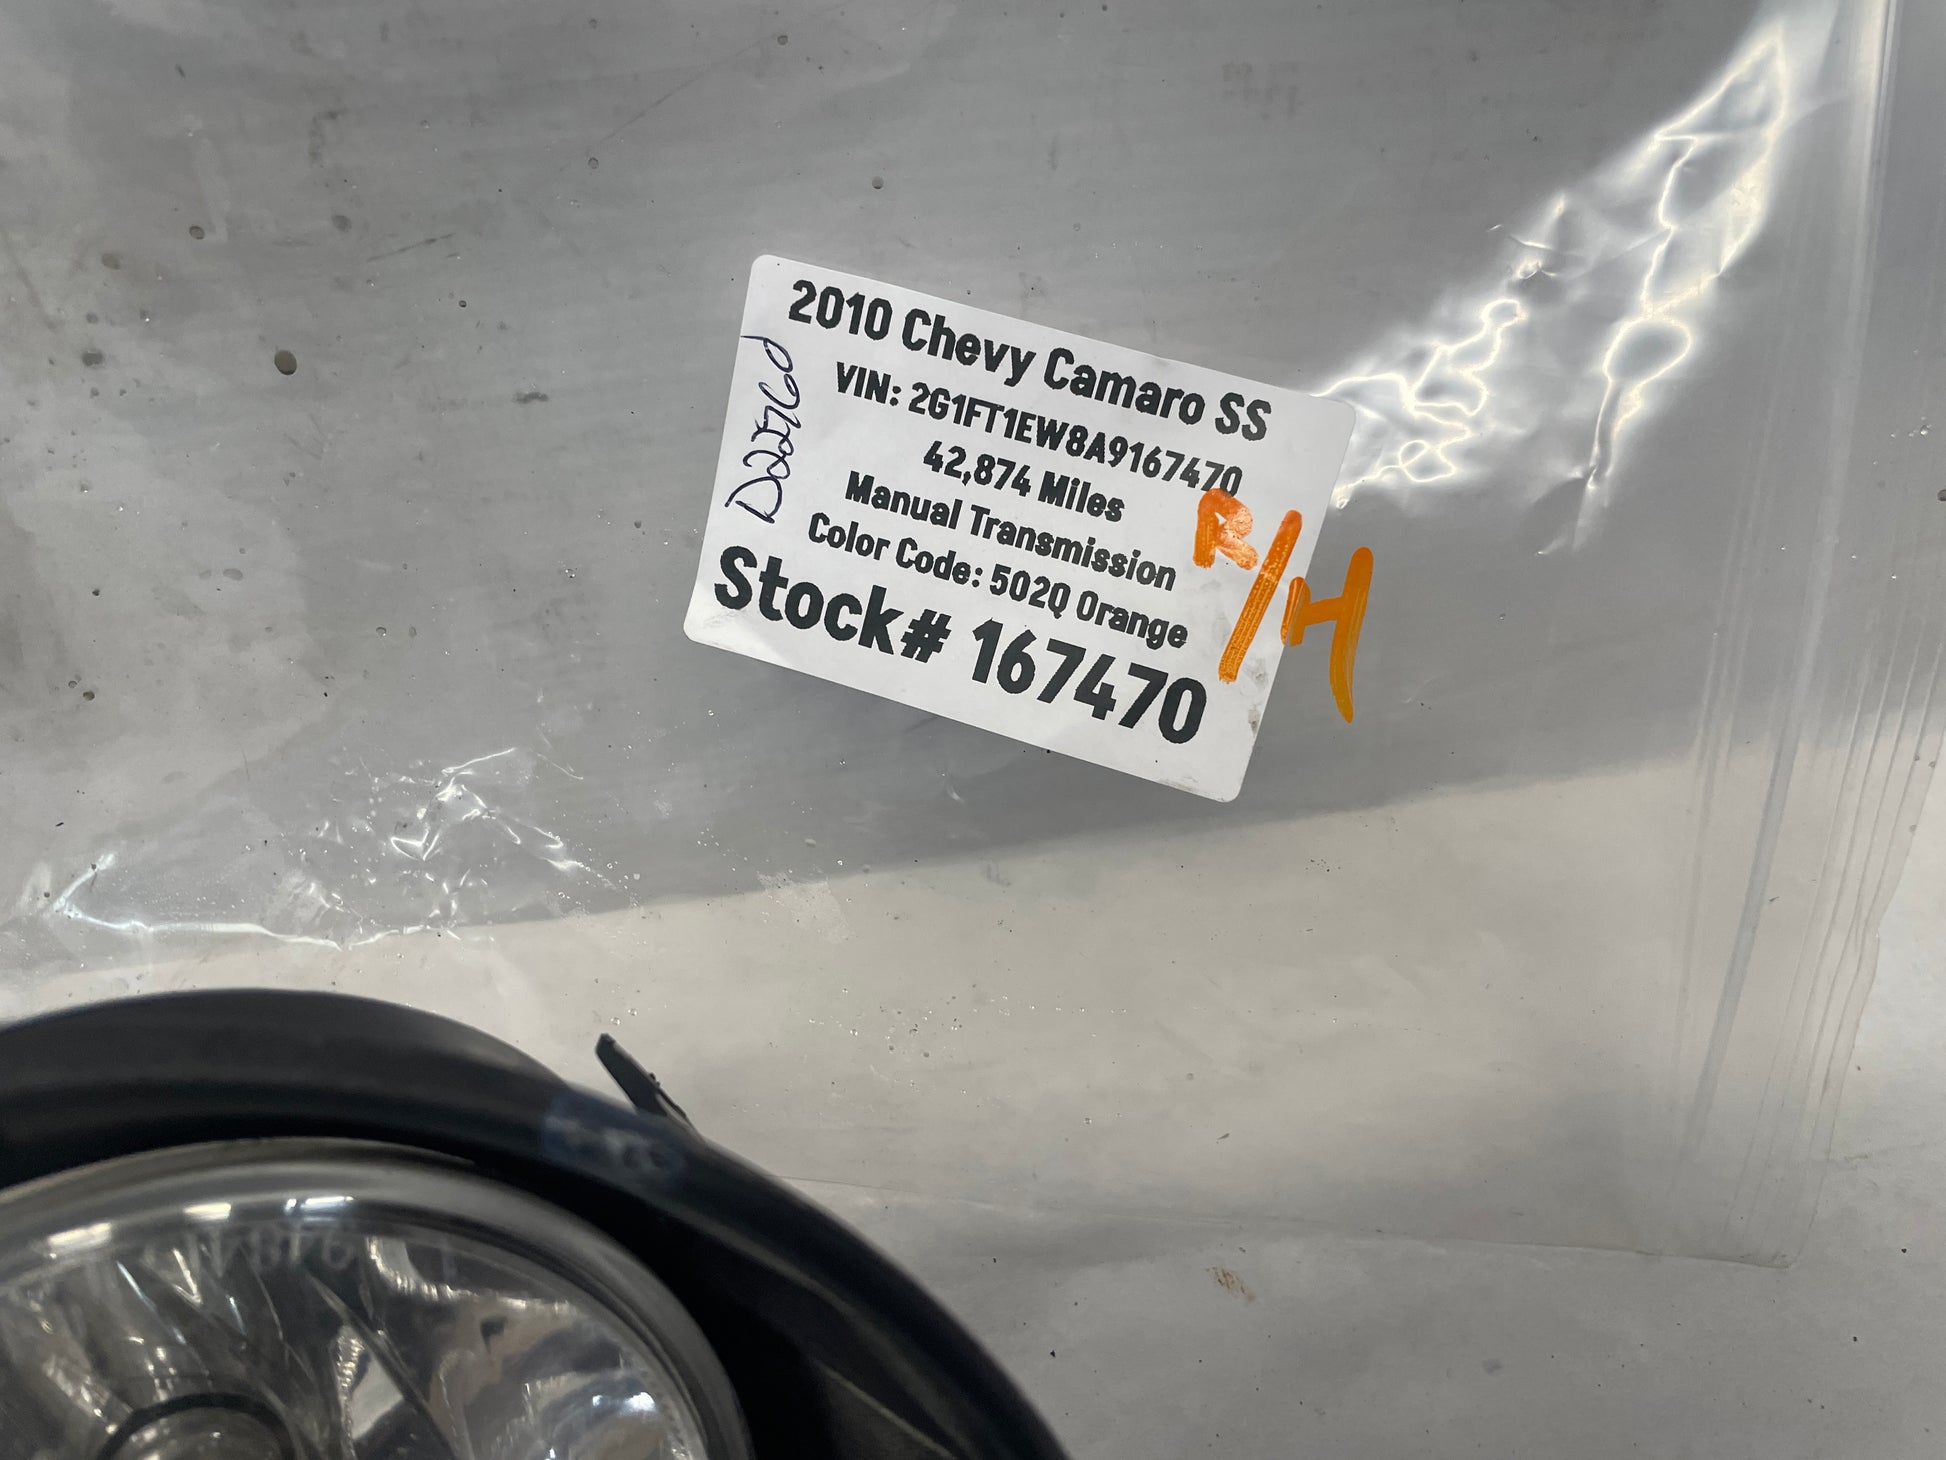 2010 Chevy Camaro SS
VIN: 2G1FT1EW8A9167470
42,874 Miles
Manual Transmission
Color Code: 502Q Orange
Stock# 167470
R/H